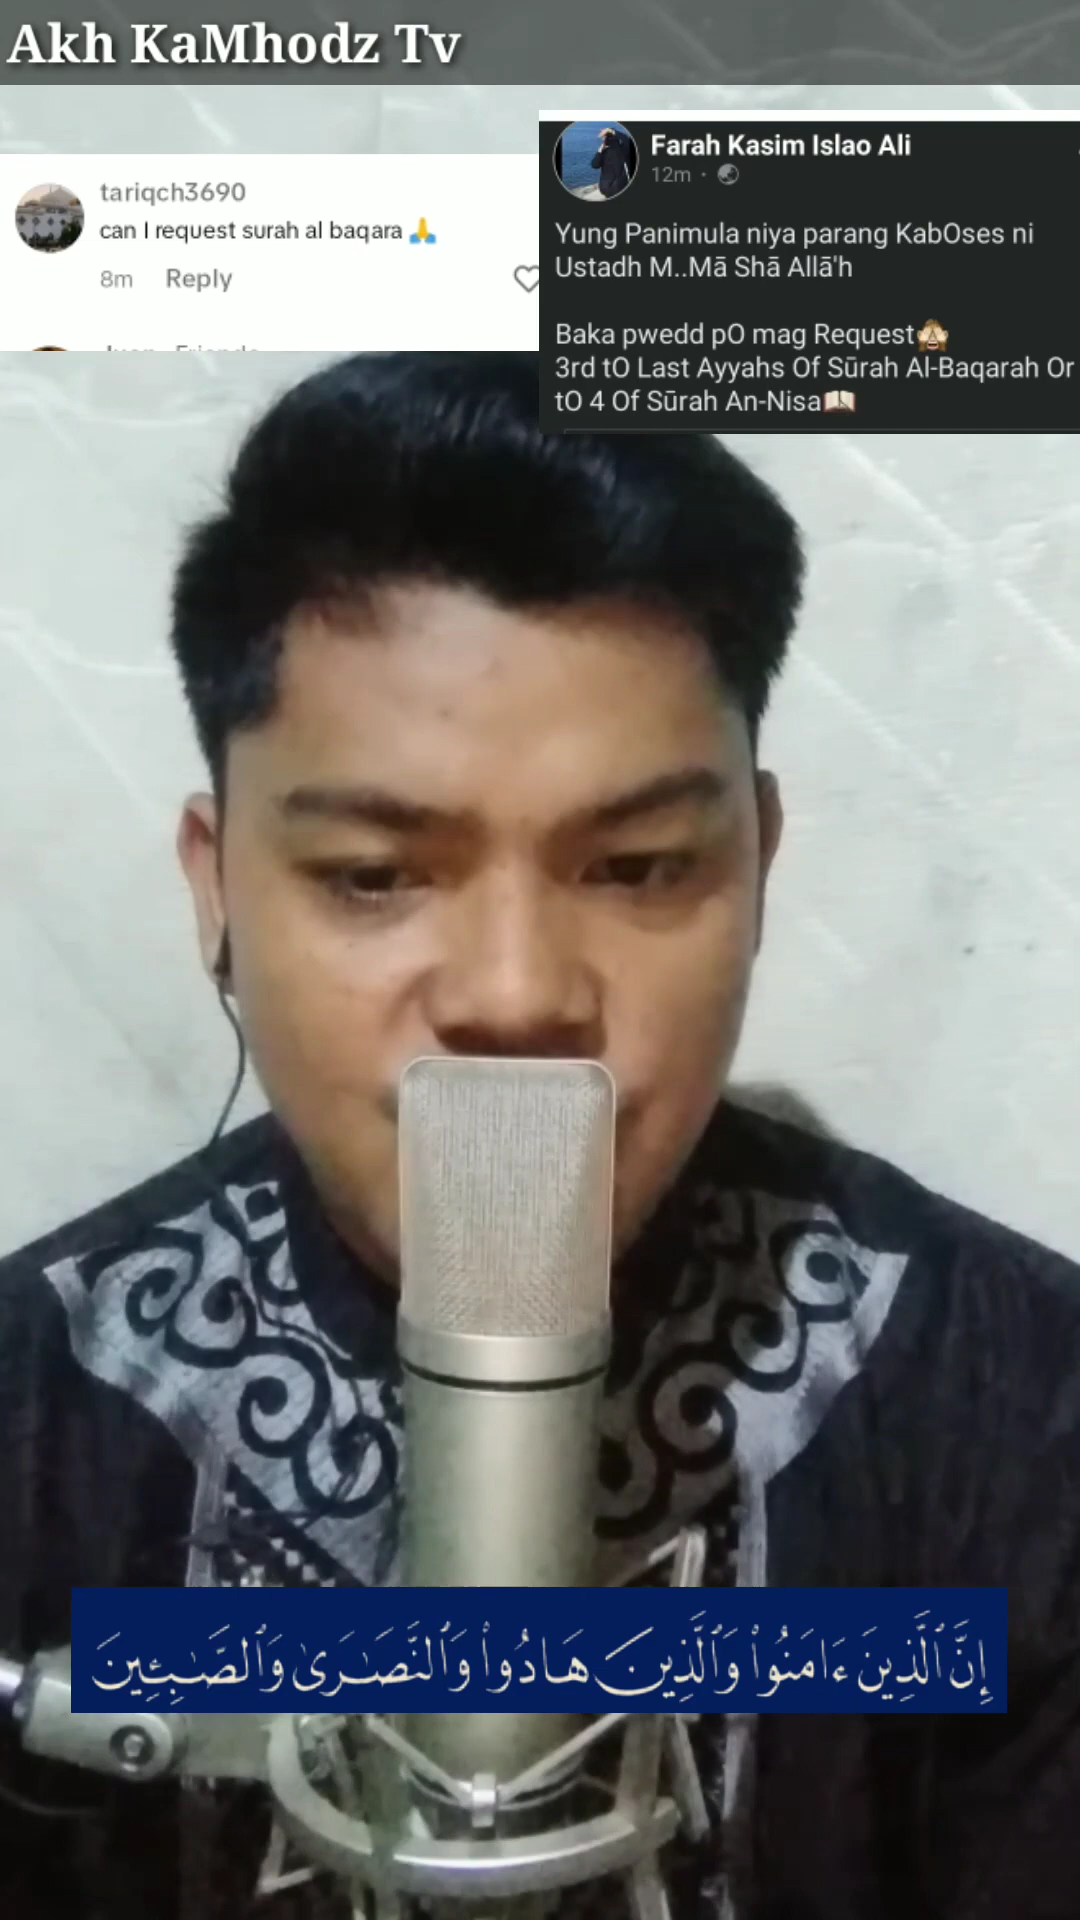 Akh KaMhodz Tv
tariqch3690
can I request surah al baqara 🙏
8m Reply
Farah Kasim Islao Ali
12m ·
Yung Panimula niya parang KabOses ni
Ustadh M..Mā Shā Allā'h
Baka pwedd pO mag Request🙈
3rd tO Last Ayyahs Of Sūrah Al-Baqarah Or
tO 4 Of Sūrah An-Nisa📖
إِنَّ ٱلَّذِينَ ءَامَنُوا۟ وَٱلَّذِينَ هَادُوا۟ وَٱلنَّصَـٰرَىٰ وَٱلصَّـٰبِـِٔينَ